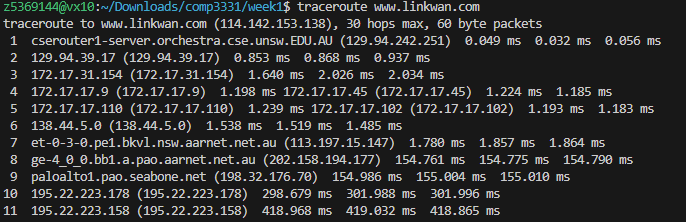 z5369144@vx10:~/Downloads/comp3331/week1$ traceroute www.linkwan.com
traceroute to www.linkwan.com (114.142.153.138), 30 hops max, 60 byte packets
1 cserouter1-server.orchestra.cse.unsw.EDU.AU (129.94.242.251) 0.049 ms 0.032 ms 0.056 ms
2 129.94.39.17 (129.94.39.17) 0.853 ms 0.868 ms 0.937 ms
3 172.17.31.154 (172.17.31.154) 1.640 ms 2.026 ms 2.034 ms
4 172.17.17.9 (172.17.17.9) 1.198 ms 172.17.17.45 (172.17.17.45) 1.224 ms 1.185 ms
5 172.17.17.110 (172.17.17.110) 1.239 ms 172.17.17.102 (172.17.17.102) 1.193 ms 1.183 ms
6 138.44.5.0 (138.44.5.0) 1.538 ms 1.519 ms 1.485 ms
7 et-0-3-0.pe1.bkvl.nsw.aarnet.net.au (113.197.15.147) 1.780 ms 1.857 ms 1.864 ms
8 ge-4_0_0.bb1.a.pao.aarnet.net.au (202.158.194.177) 154.761 ms 154.775 ms 154.790 ms
9 paloalto1.pao.seabone.net (198.32.176.70) 154.986 ms 155.004 ms 155.010 ms
10 195.22.223.178 (195.22.223.178) 298.679 ms 301.988 ms 301.996 ms
11 195.22.223.158 (195.22.223.158) 418.968 ms 419.032 ms 418.865 ms